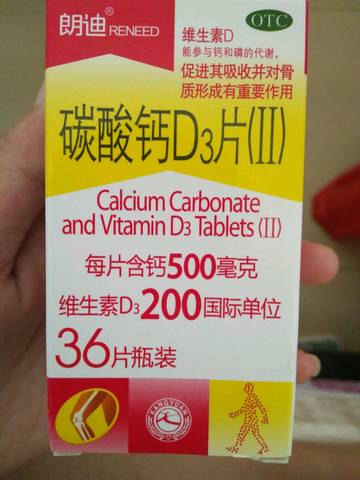 朗迪® RENEED
OTC
维生素D
能参与钙和磷的代谢,
促进其吸收并对骨
质形成有重要作用
碳酸钙D3片(II)
Calcium Carbonate
and Vitamin D3 Tablets (II)
每片含钙500毫克
维生素D3 200国际单位
36片瓶装
KANGYUAN